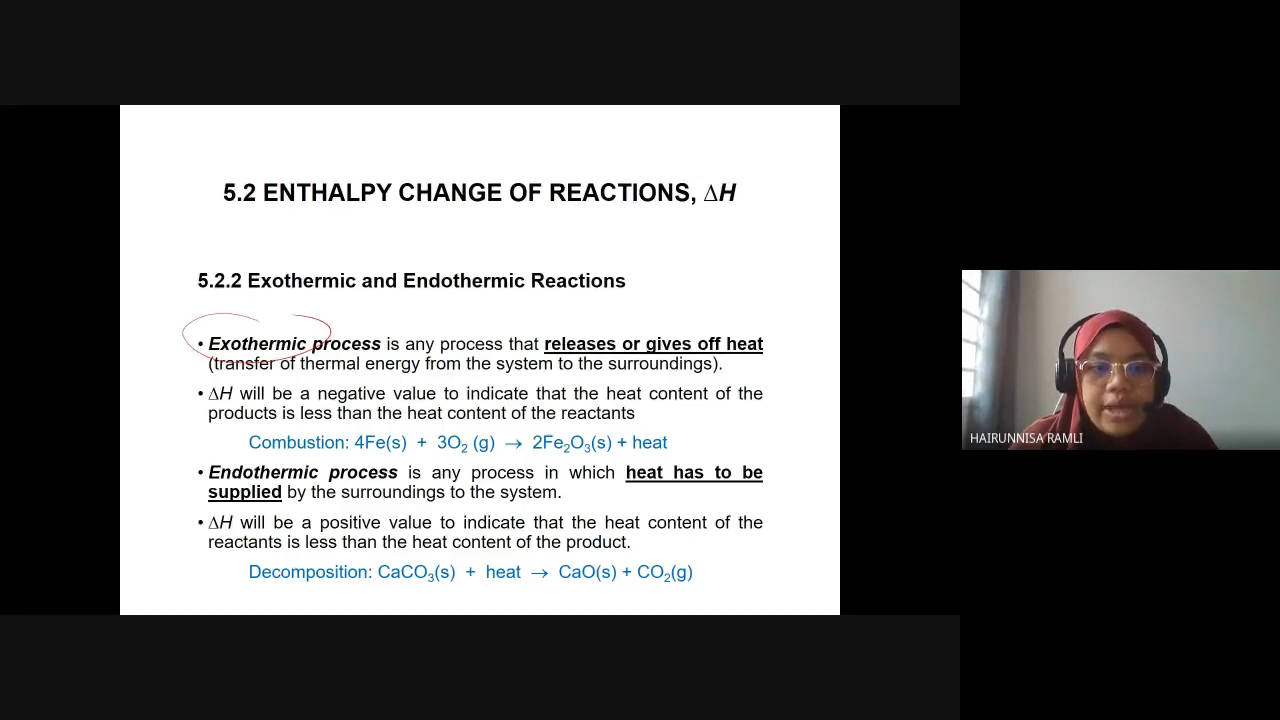 5.2 ENTHALPY CHANGE OF REACTIONS, ∆H
5.2.2 Exothermic and Endothermic Reactions
• Exothermic process is any process that releases or gives off heat
(transfer of thermal energy from the system to the surroundings).
• ∆H will be a negative value to indicate that the heat content of the
products is less than the heat content of the reactants
Combustion: 4Fe(s) + 3O₂ (g) → 2Fe₂O₃(s) + heat
• Endothermic process is any process in which heat has to be
supplied by the surroundings to the system.
• ∆H will be a positive value to indicate that the heat content of the
reactants is less than the heat content of the product.
Decomposition: CaCO₃(s) + heat → CaO(s) + CO₂(g)
HAIRUNNISA RAMLI